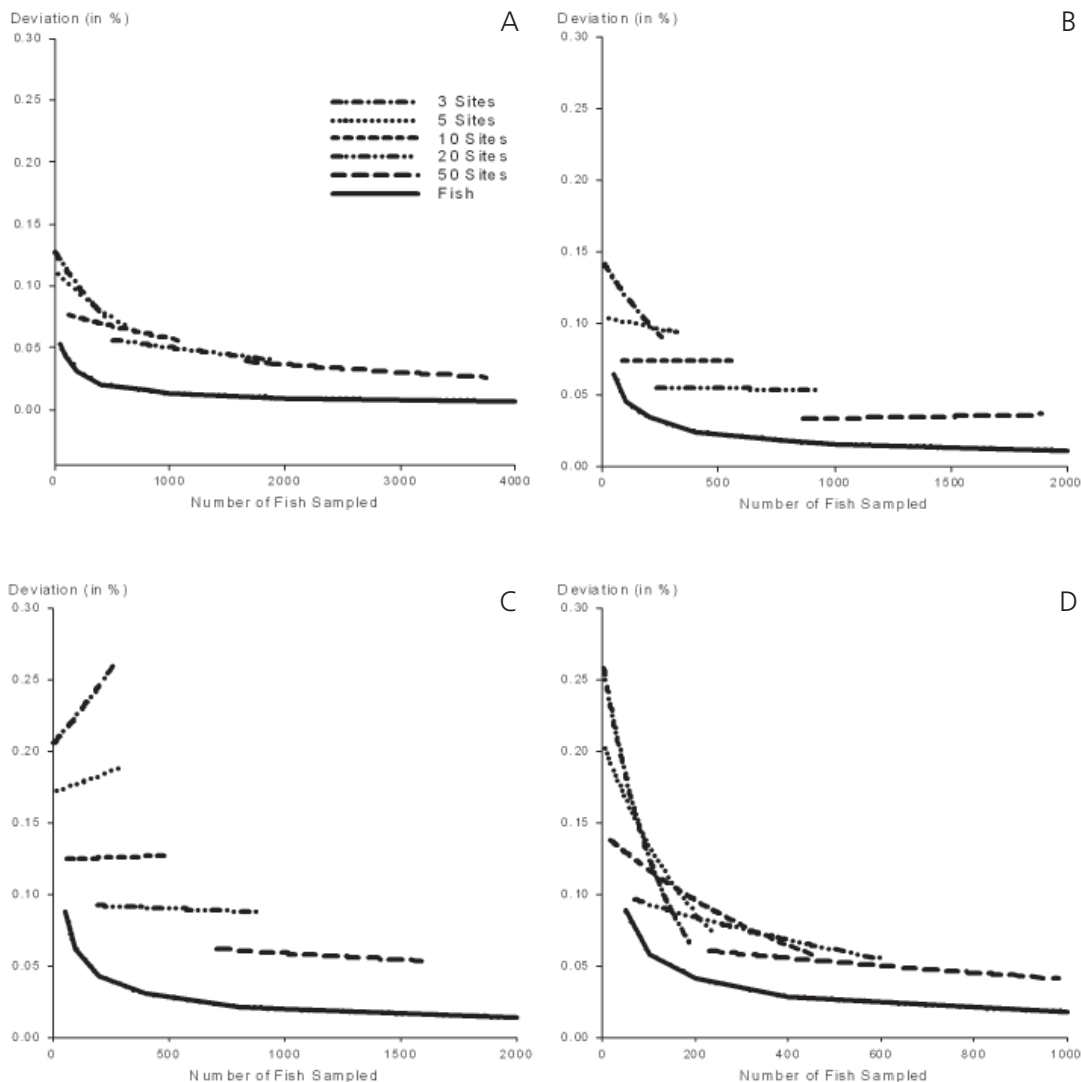 Deviation (in %)
A
0.30
0.25
0.20
0.15
0.10
0.05
0.00
3 Sites
5 Sites
10 Sites
20 Sites
50 Sites
Fish
0 1000 2000 3000 4000
Number of Fish Sampled
Deviation (in %)
B
0.30
0.25
0.20
0.15
0.10
0.05
0.00
0 500 1000 1500 2000
Number of Fish Sampled
Deviation (in %)
C
0.30
0.25
0.20
0.15
0.10
0.05
0.00
0 500 1000 1500 2000
Number of Fish Sampled
Deviation (in %)
D
0.30
0.25
0.20
0.15
0.10
0.05
0.00
0 200 400 600 800 1000
Number of Fish Sampled